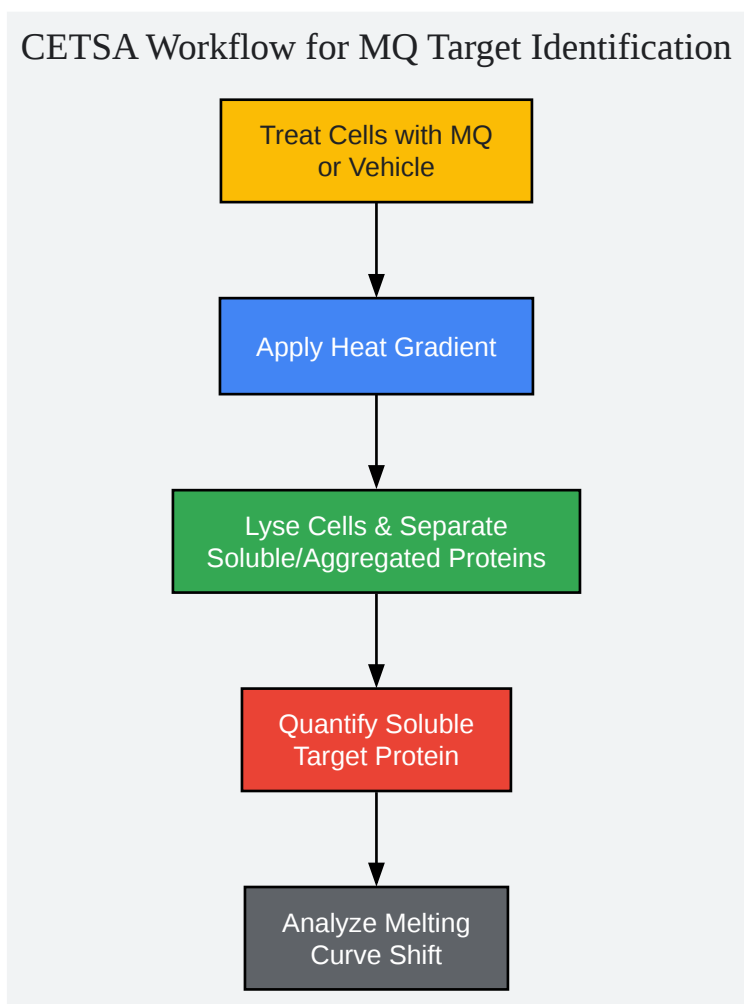 CETSA Workflow for MQ Target Identification
Treat Cells with MQ
or Vehicle
Apply Heat Gradient
Lyse Cells & Separate
Soluble/Aggregated Proteins
Quantify Soluble
Target Protein
Analyze Melting
Curve Shift